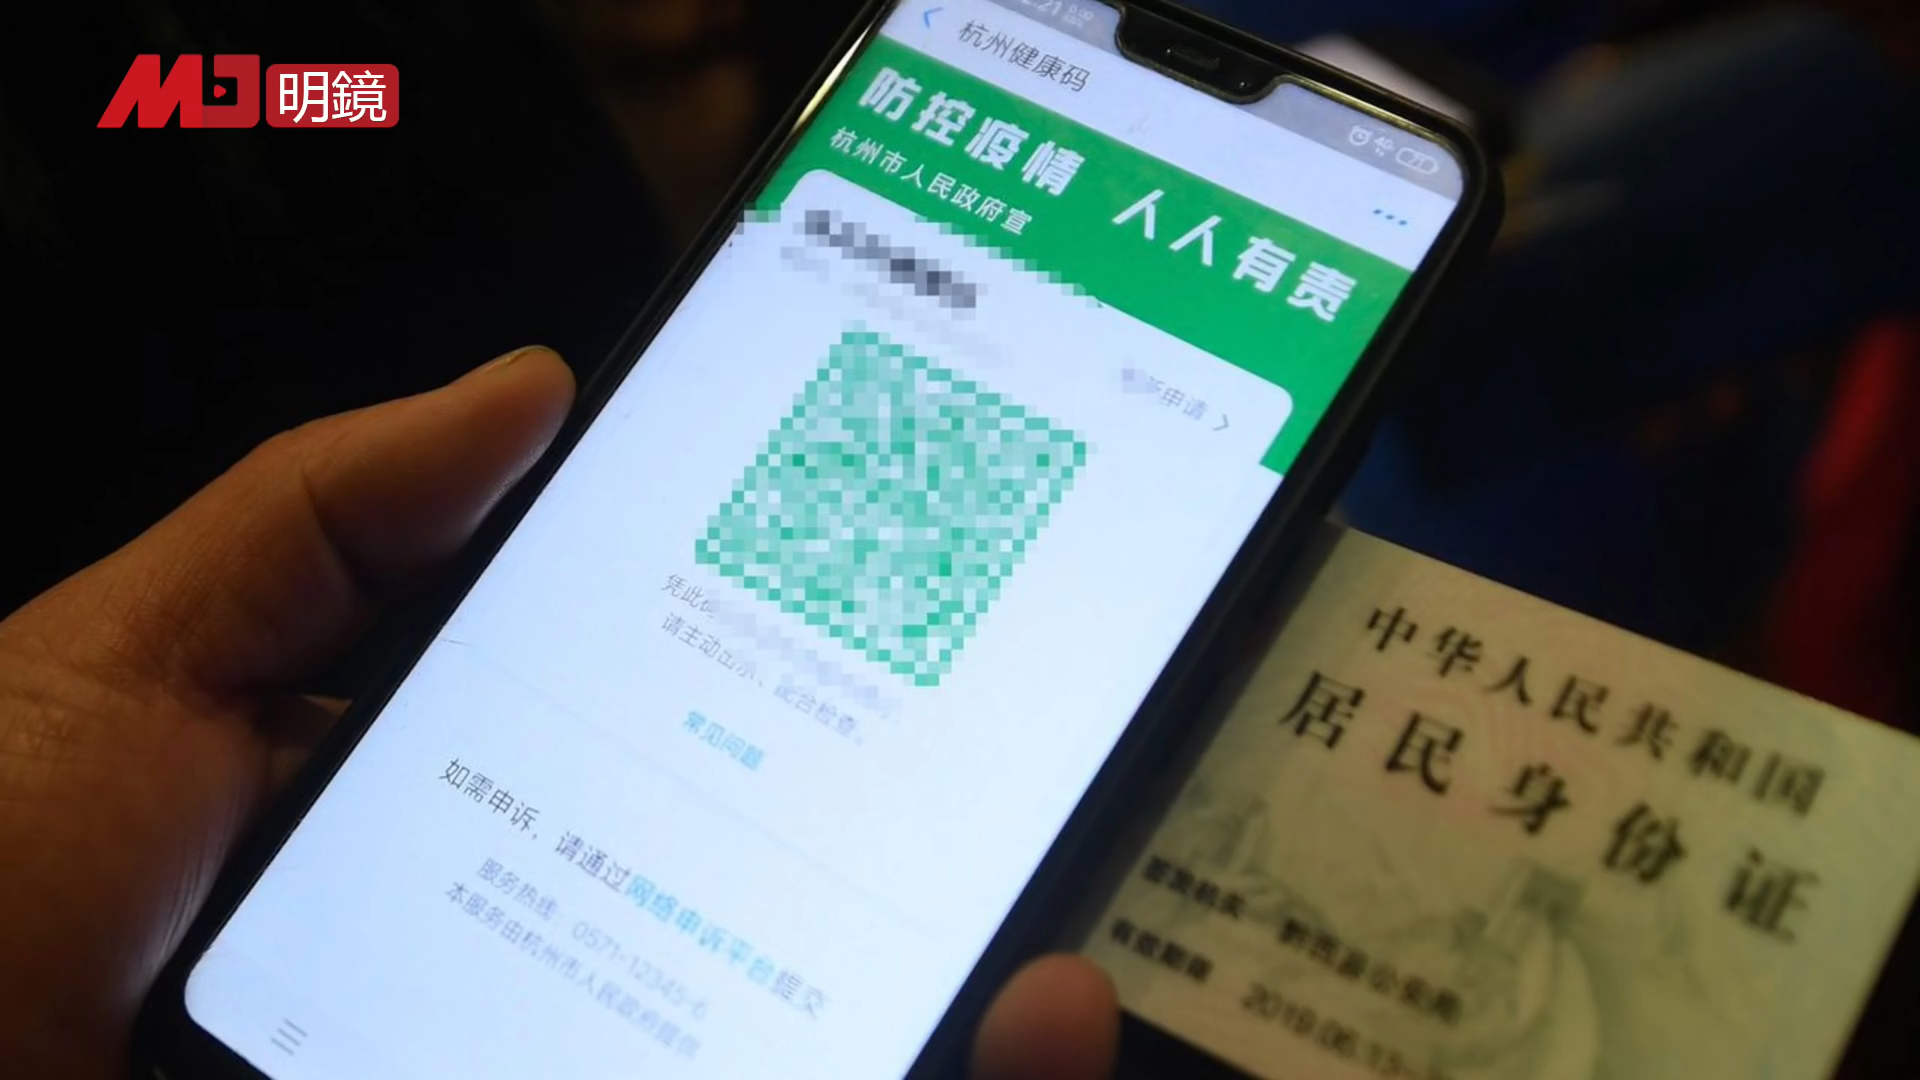 明鏡
杭州健康码
防控疫情 人人有责
杭州市人民政府宣
新申请 >
凭此码
请主动出示、配合检查。
常见问题
如需申诉，请通过网络申诉平台提交
服务热线：0571-12345-6
本服务由杭州市人民政府提供
中华人民共和国
居民身份证
签发机关
有效期限 2019.06.13-